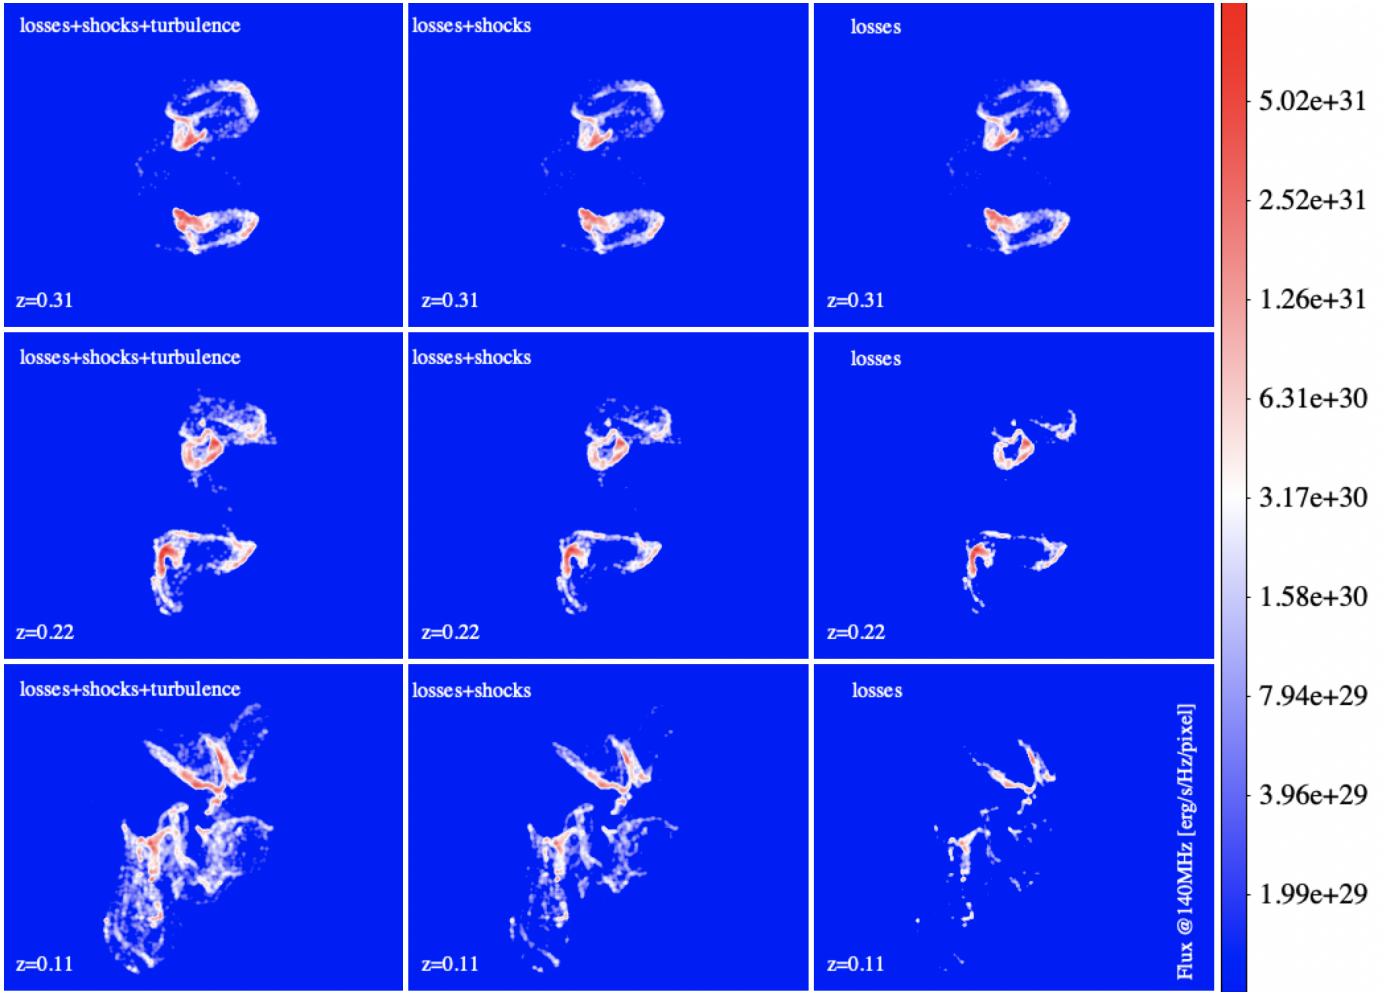 losses+shocks+turbulence
losses+shocks
losses
z=0.31
z=0.31
z=0.31
losses+shocks+turbulence
losses+shocks
losses
z=0.22
z=0.22
z=0.22
losses+shocks+turbulence
losses+shocks
losses
z=0.11
z=0.11
z=0.11
Flux @140MHz [erg/s/Hz/pixel]
5.02e+31
2.52e+31
1.26e+31
6.31e+30
3.17e+30
1.58e+30
7.94e+29
3.96e+29
1.99e+29